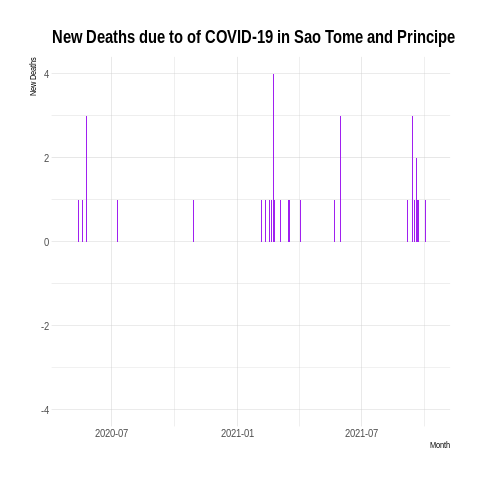 New Deaths due to of COVID-19 in Sao Tome and Principe
New Deaths
4
2
0
-2
-4
2020-07
2021-01
2021-07
Month